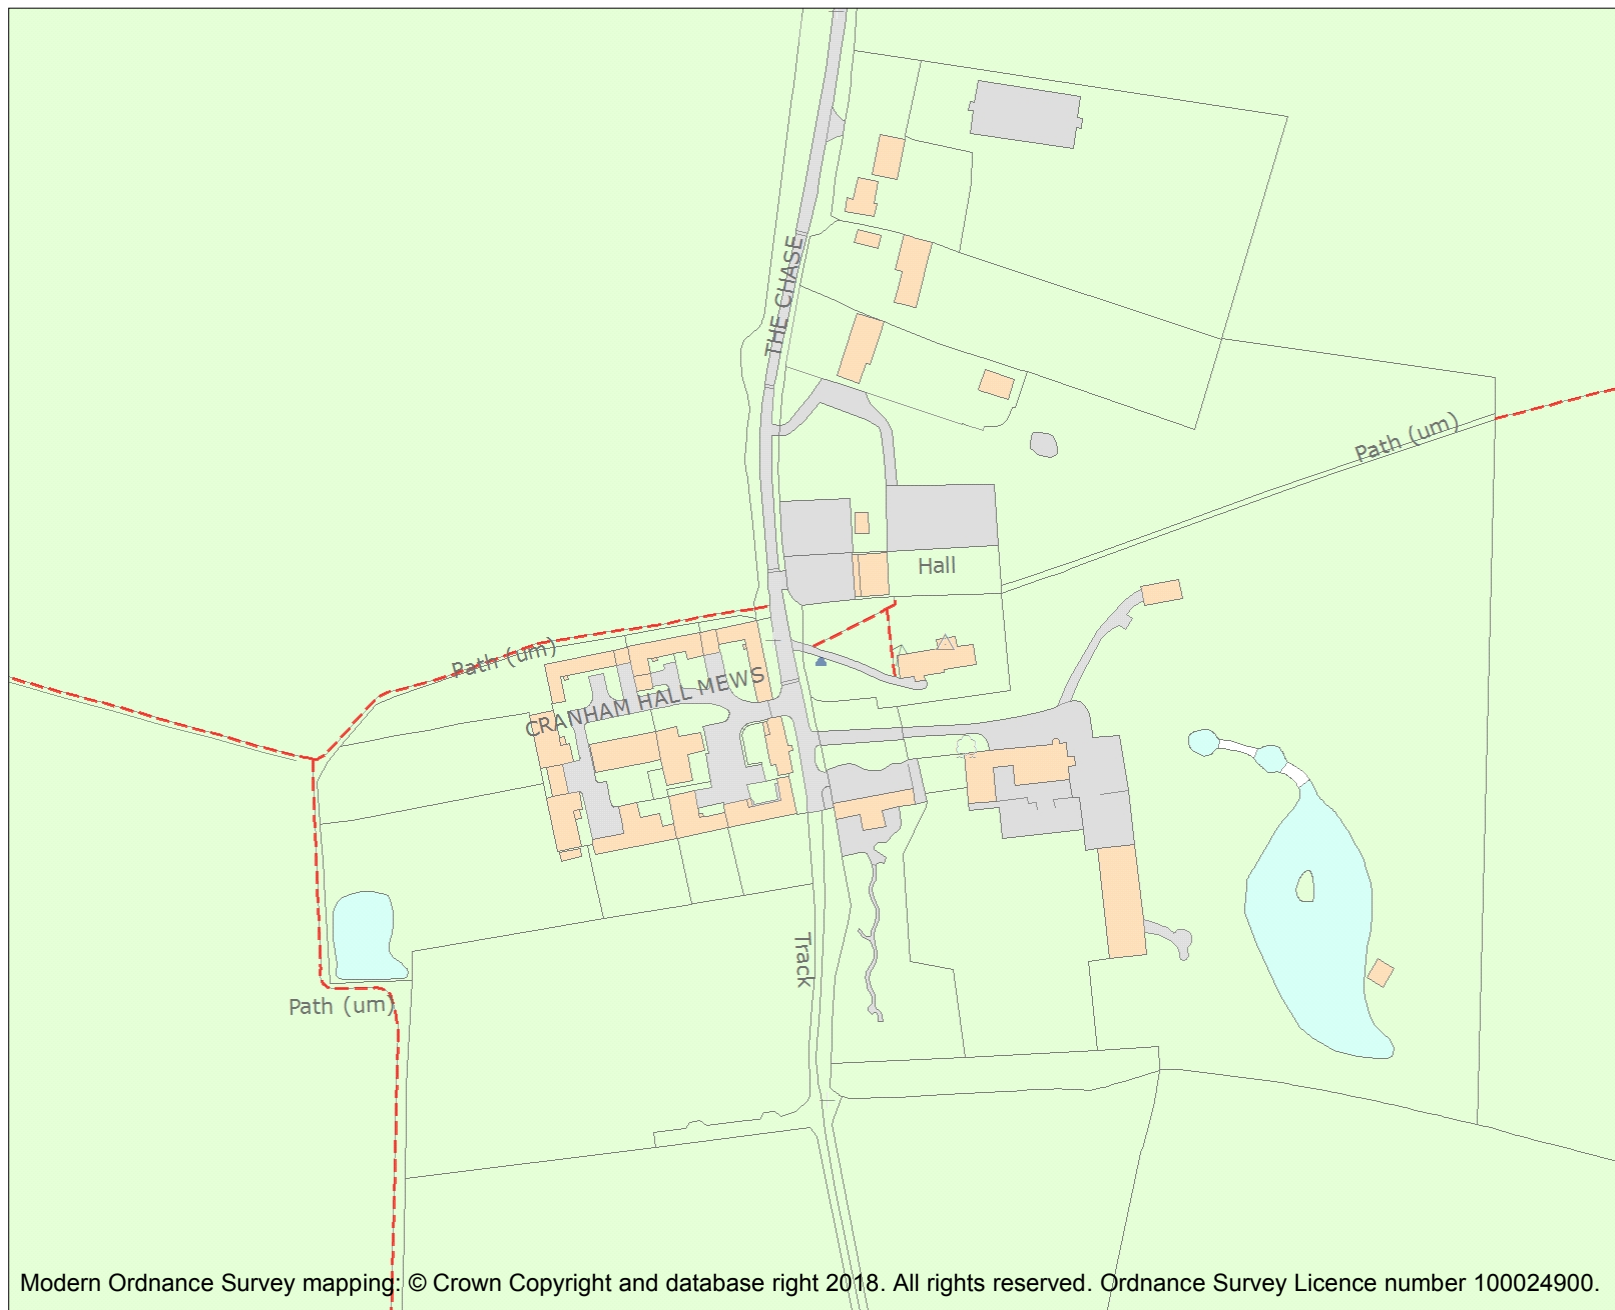 THE CHASE
Path (um)
Hall
Path (um)
CRANHAM HALL MEWS
Track
Path (um)
Modern Ordnance Survey mapping: © Crown Copyright and database right 2018. All rights reserved. Ordnance Survey Licence number 100024900.